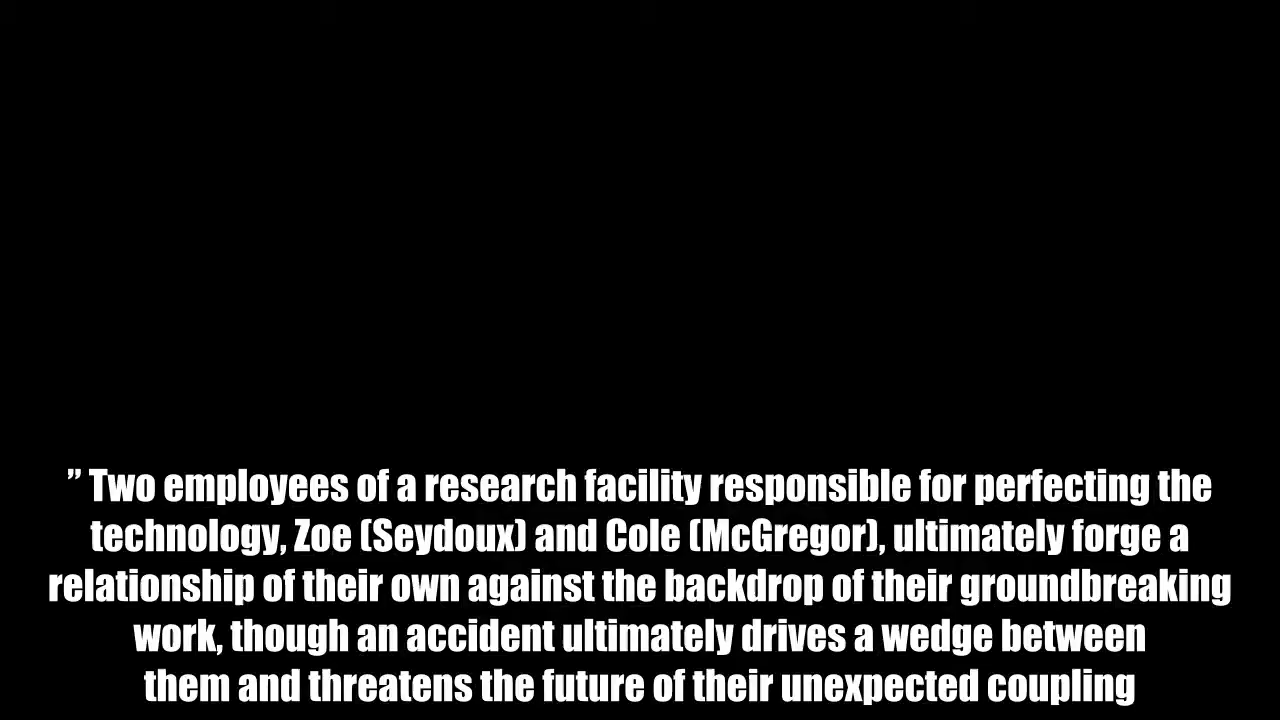 ” Two employees of a research facility responsible for perfecting the
technology, Zoe (Seydoux) and Cole (McGregor), ultimately forge a
relationship of their own against the backdrop of their groundbreaking
work, though an accident ultimately drives a wedge between
them and threatens the future of their unexpected coupling